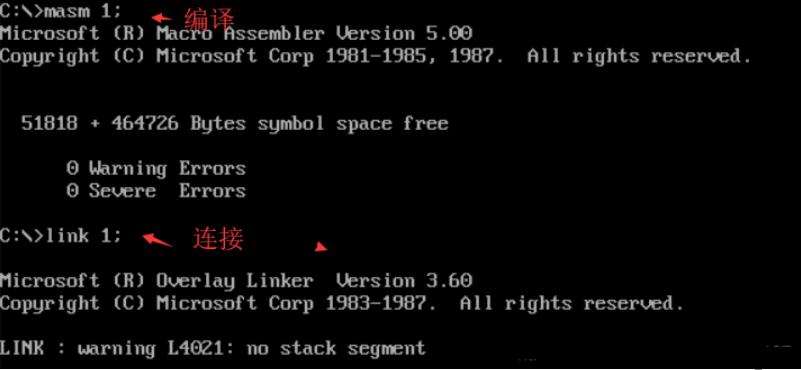 C:\>masm 1; 编译
Microsoft (R) Macro Assembler Version 5.00
Copyright (C) Microsoft Corp 1981-1985, 1987.  All rights reserved.
51818 + 464726 Bytes symbol space free
0 Warning Errors
0 Severe  Errors
C:\>link 1; 连接
Microsoft (R) Overlay Linker  Version 3.60
Copyright (C) Microsoft Corp 1983-1987.  All rights reserved.
LINK : warning L4021: no stack segment